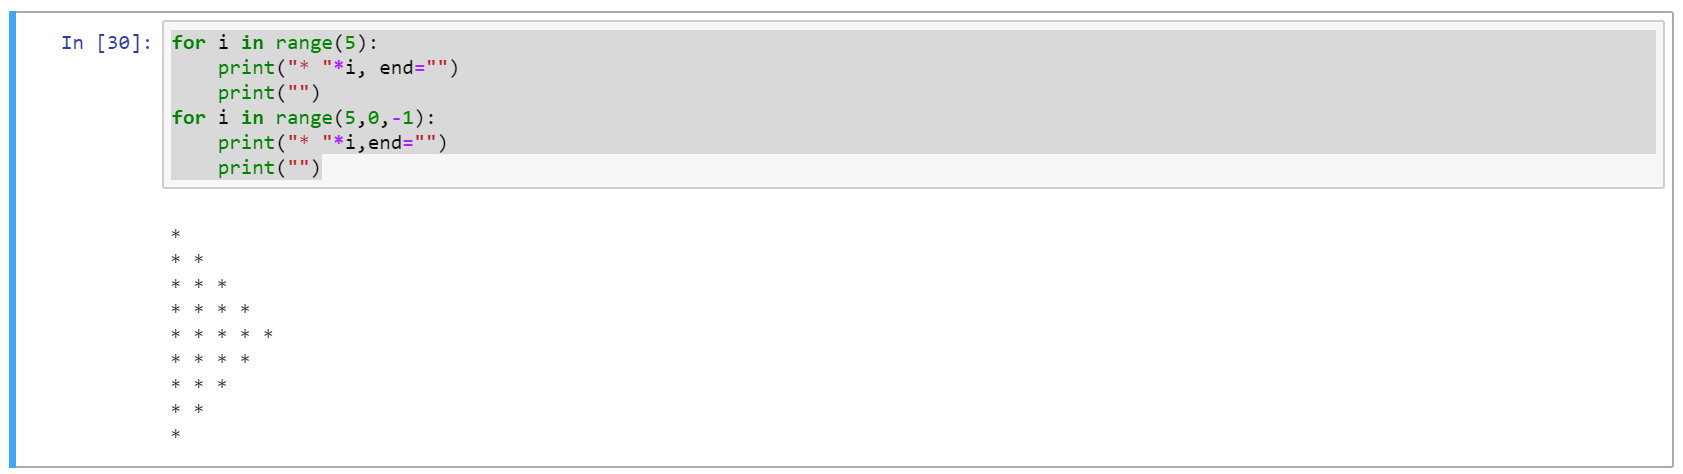 In [30]: for i in range(5):
    print("* "*i, end="")
    print("")
for i in range(5,0,-1):
    print("* "*i,end="")
    print("")
*
* *
* * *
* * * *
* * * * *
* * * *
* * *
* *
*